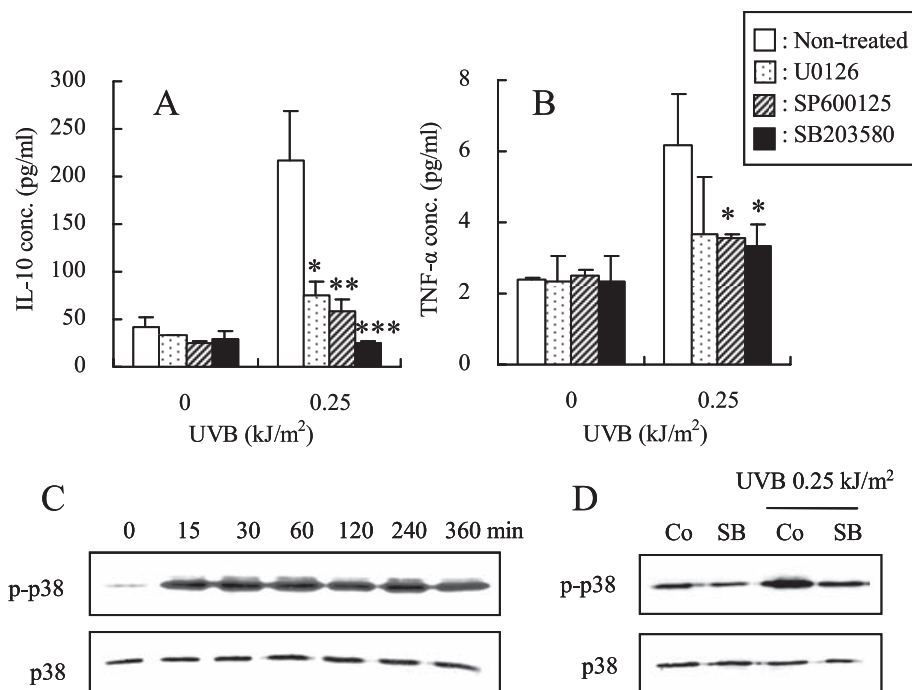 : Non-treated
: U0126
: SP600125
: SB203580
A
IL-10 conc. (pg/ml)
300
250
200
150
100
50
0
*
**
***
0
0.25
UVB (kJ/m²)
B
TNF-α conc. (pg/ml)
8
6
4
2
0
*
*
0
0.25
UVB (kJ/m²)
C
0 15 30 60 120 240 360 min
p-p38
p38
D
UVB 0.25 kJ/m²
Co SB Co SB
p-p38
p38